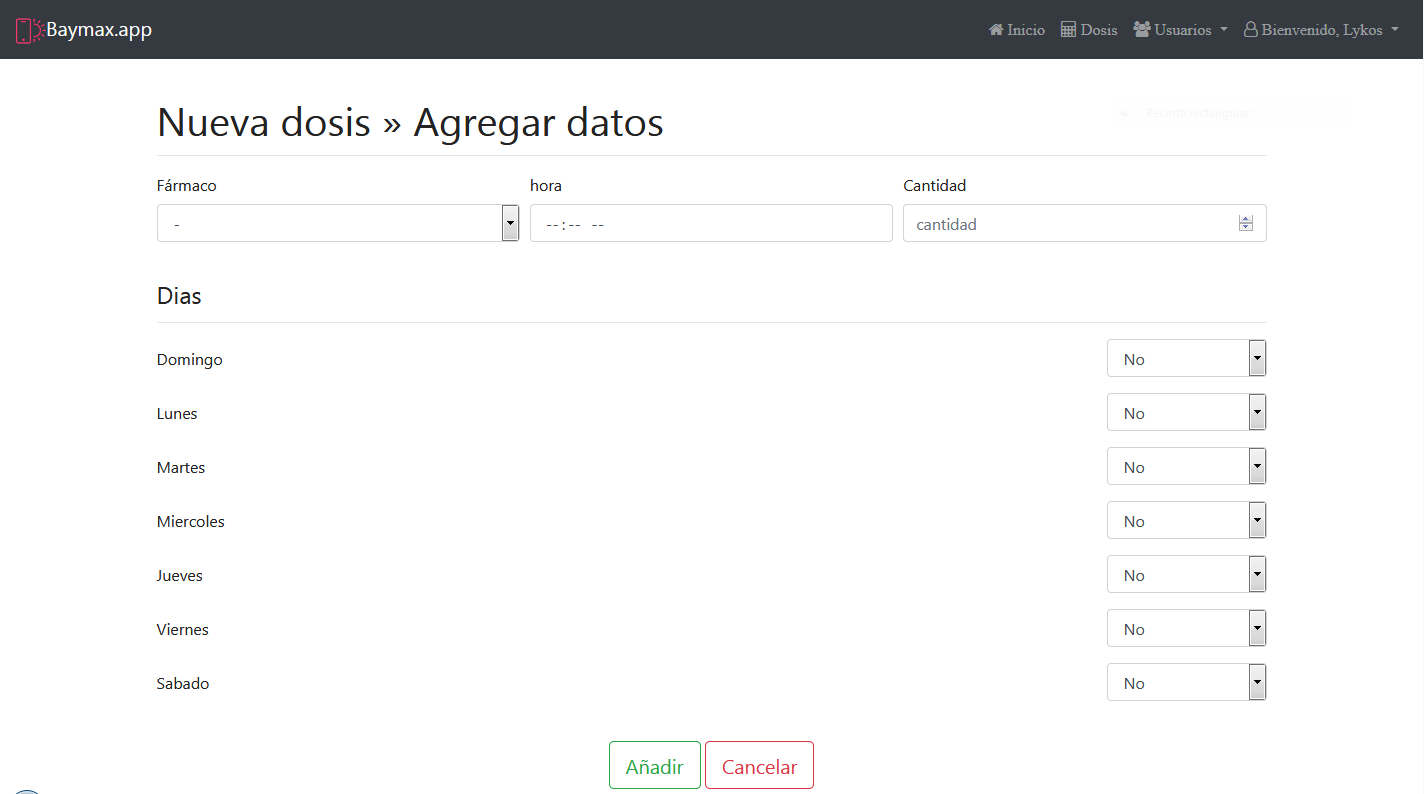 Baymax.app Inicio Dosis Usuarios Bienvenido, Lykos
Nueva dosis » Agregar datos
Recorte rectangular
Fármaco hora Cantidad
- --:-- -- cantidad
Dias
Domingo No
Lunes No
Martes No
Miercoles No
Jueves No
Viernes No
Sabado No
Añadir Cancelar